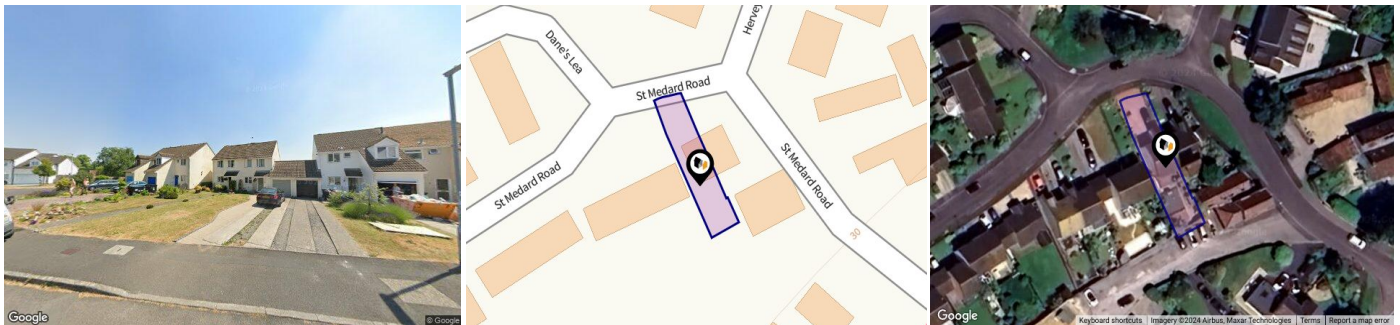 Google
© Google
Dane's Lea
Hervey
St Medard Road
St Medard Road
St Medard Road
30
Google
Keyboard shortcuts
Imagery ©2024 Airbus, Maxar Technologies
Terms
Report a map error